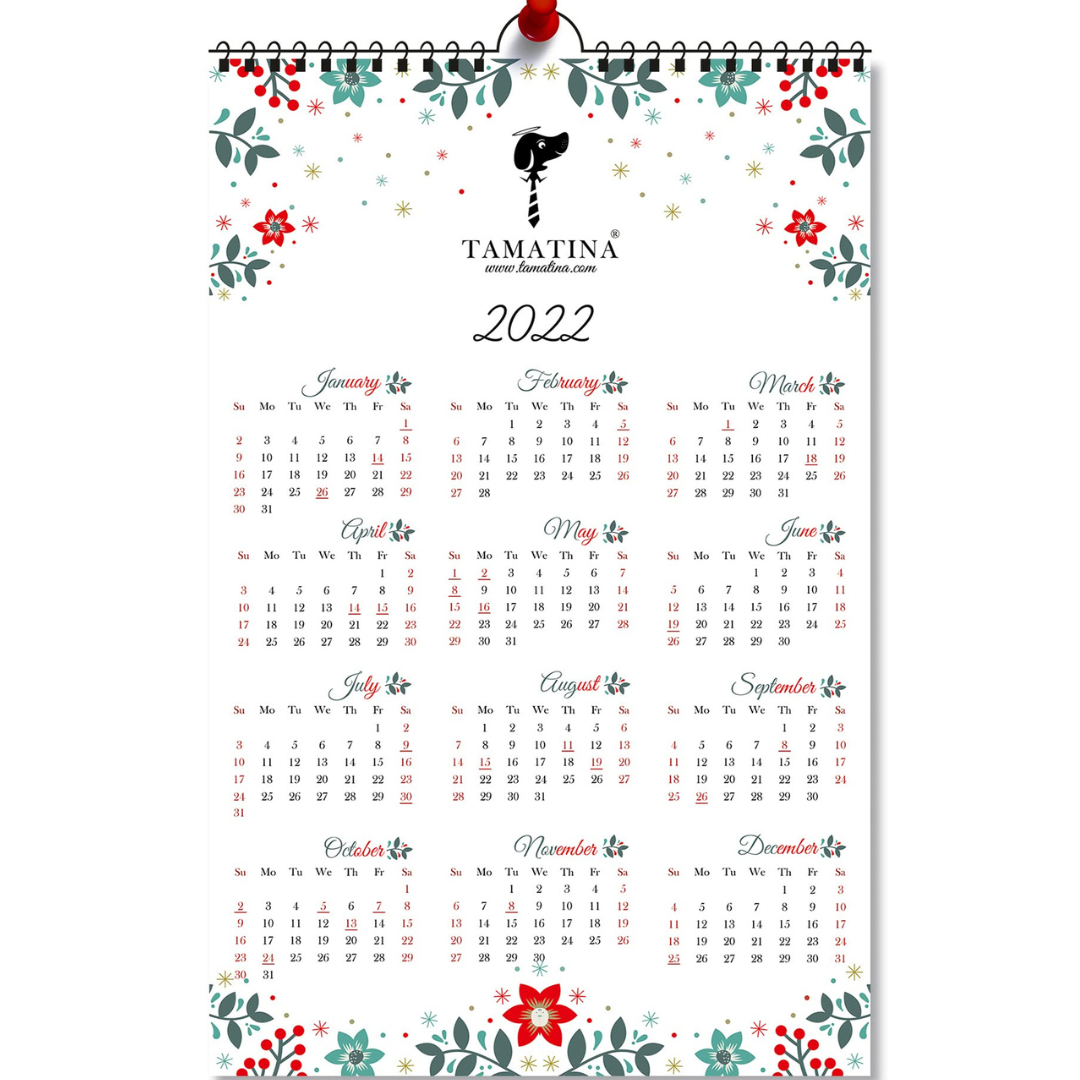 TAMATINA®
www.tamatina.com
2022
January February March
Su Mo Tu We Th Fr Sa Su Mo Tu We Th Fr Sa Su Mo Tu We Th Fr Sa
1 1 2 3 4 5 1 2 3 4 5
2 3 4 5 6 7 8 6 7 8 9 10 11 12 6 7 8 9 10 11 12
9 10 11 12 13 14 15 13 14 15 16 17 18 19 13 14 15 16 17 18 19
16 17 18 19 20 21 22 20 21 22 23 24 25 26 20 21 22 23 24 25 26
23 24 25 26 27 28 29 27 28 27 28 29 30 31
30 31
April May June
Su Mo Tu We Th Fr Sa Su Mo Tu We Th Fr Sa Su Mo Tu We Th Fr Sa
1 2 1 2 3 4 5 6 7 1 2 3 4
3 4 5 6 7 8 9 8 9 10 11 12 13 14 5 6 7 8 9 10 11
10 11 12 13 14 15 16 15 16 17 18 19 20 21 12 13 14 15 16 17 18
17 18 19 20 21 22 23 22 23 24 25 26 27 28 19 20 21 22 23 24 25
24 25 26 27 28 29 30 29 30 31 26 27 28 29 30
July August September
Su Mo Tu We Th Fr Sa Su Mo Tu We Th Fr Sa Su Mo Tu We Th Fr Sa
1 2 1 2 3 4 5 6 1 2 3
3 4 5 6 7 8 9 7 8 9 10 11 12 13 4 5 6 7 8 9 10
10 11 12 13 14 15 16 14 15 16 17 18 19 20 11 12 13 14 15 16 17
17 18 19 20 21 22 23 21 22 23 24 25 26 27 18 19 20 21 22 23 24
24 25 26 27 28 29 30 28 29 30 31 25 26 27 28 29 30
31
October November December
Su Mo Tu We Th Fr Sa Su Mo Tu We Th Fr Sa Su Mo Tu We Th Fr Sa
1 1 2 3 4 5 1 2 3
2 3 4 5 6 7 8 6 7 8 9 10 11 12 4 5 6 7 8 9 10
9 10 11 12 13 14 15 13 14 15 16 17 18 19 11 12 13 14 15 16 17
16 17 18 19 20 21 22 20 21 22 23 24 25 26 18 19 20 21 22 23 24
23 24 25 26 27 28 29 27 28 29 30 25 26 27 28 29 30 31
30 31